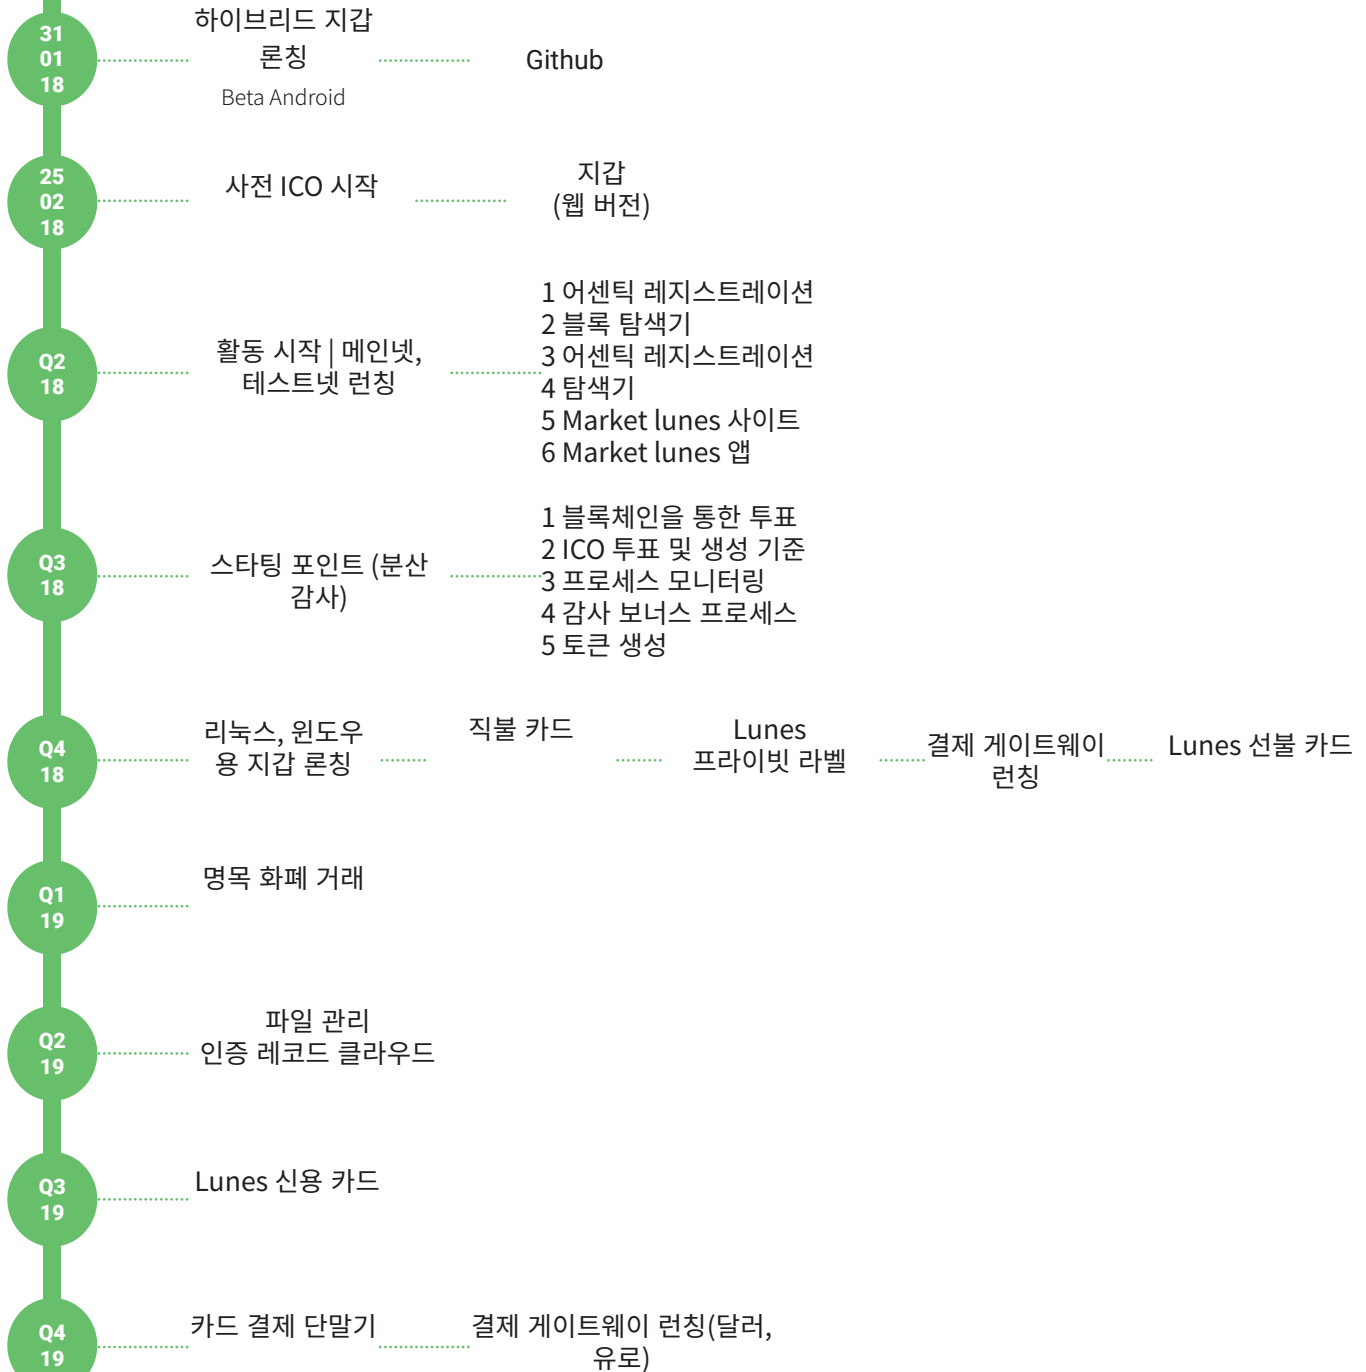 31
01
18
하이브리드 지갑
론칭
Beta Android
Github
25
02
18
사전 ICO 시작
지갑
(웹 버전)
Q2
18
활동 시작 | 메인넷,
테스트넷 런칭
1 어센틱 레지스트레이션
2 블록 탐색기
3 어센틱 레지스트레이션
4 탐색기
5 Market lunes 사이트
6 Market lunes 앱
Q3
18
스타팅 포인트 (분산
감사)
1 블록체인을 통한 투표
2 ICO 투표 및 생성 기준
3 프로세스 모니터링
4 감사 보너스 프로세스
5 토큰 생성
Q4
18
리눅스, 윈도우
용 지갑 론칭
직불 카드
Lunes
프라이빗 라벨
결제 게이트웨이
런칭
Lunes 선불 카드
Q1
19
명목 화폐 거래
Q2
19
파일 관리
인증 레코드 클라우드
Q3
19
Lunes 신용 카드
Q4
19
카드 결제 단말기
결제 게이트웨이 런칭(달러,
유로)